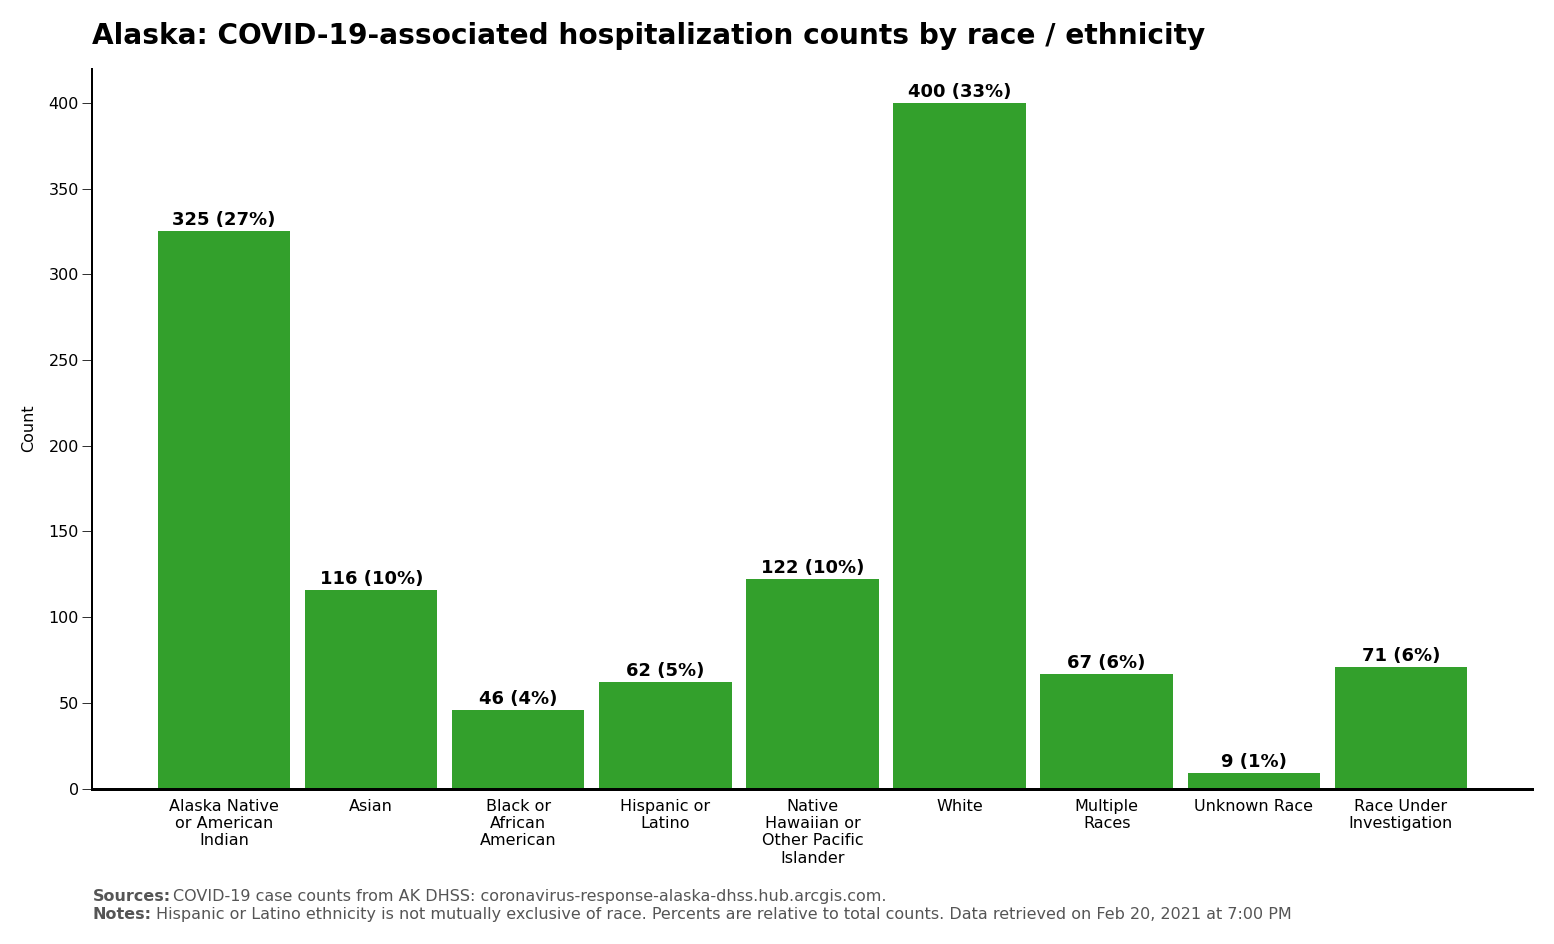 Alaska: COVID-19-associated hospitalization counts by race / ethnicity
Count
400
350
300
250
200
150
100
50
0
325 (27%)
116 (10%)
46 (4%)
62 (5%)
122 (10%)
400 (33%)
67 (6%)
9 (1%)
71 (6%)
Alaska Native
or American
Indian
Asian
Black or
African
American
Hispanic or
Latino
Native
Hawaiian or
Other Pacific
Islander
White
Multiple
Races
Unknown Race
Race Under
Investigation
Sources: COVID-19 case counts from AK DHSS: coronavirus-response-alaska-dhss.hub.arcgis.com.
Notes: Hispanic or Latino ethnicity is not mutually exclusive of race. Percents are relative to total counts. Data retrieved on Feb 20, 2021 at 7:00 PM